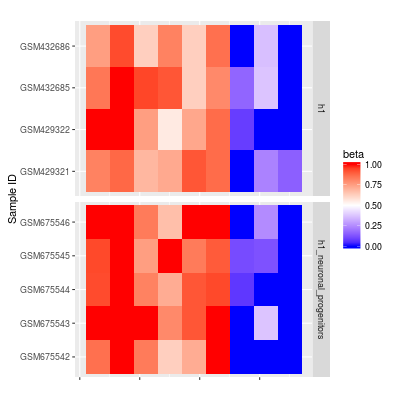 Sample ID
GSM432686
GSM432685
GSM429322
GSM429321
h1
GSM675546
GSM675545
GSM675544
GSM675543
GSM675542
h1_neuronal_progenitors
beta
1.00
0.75
0.50
0.25
0.00